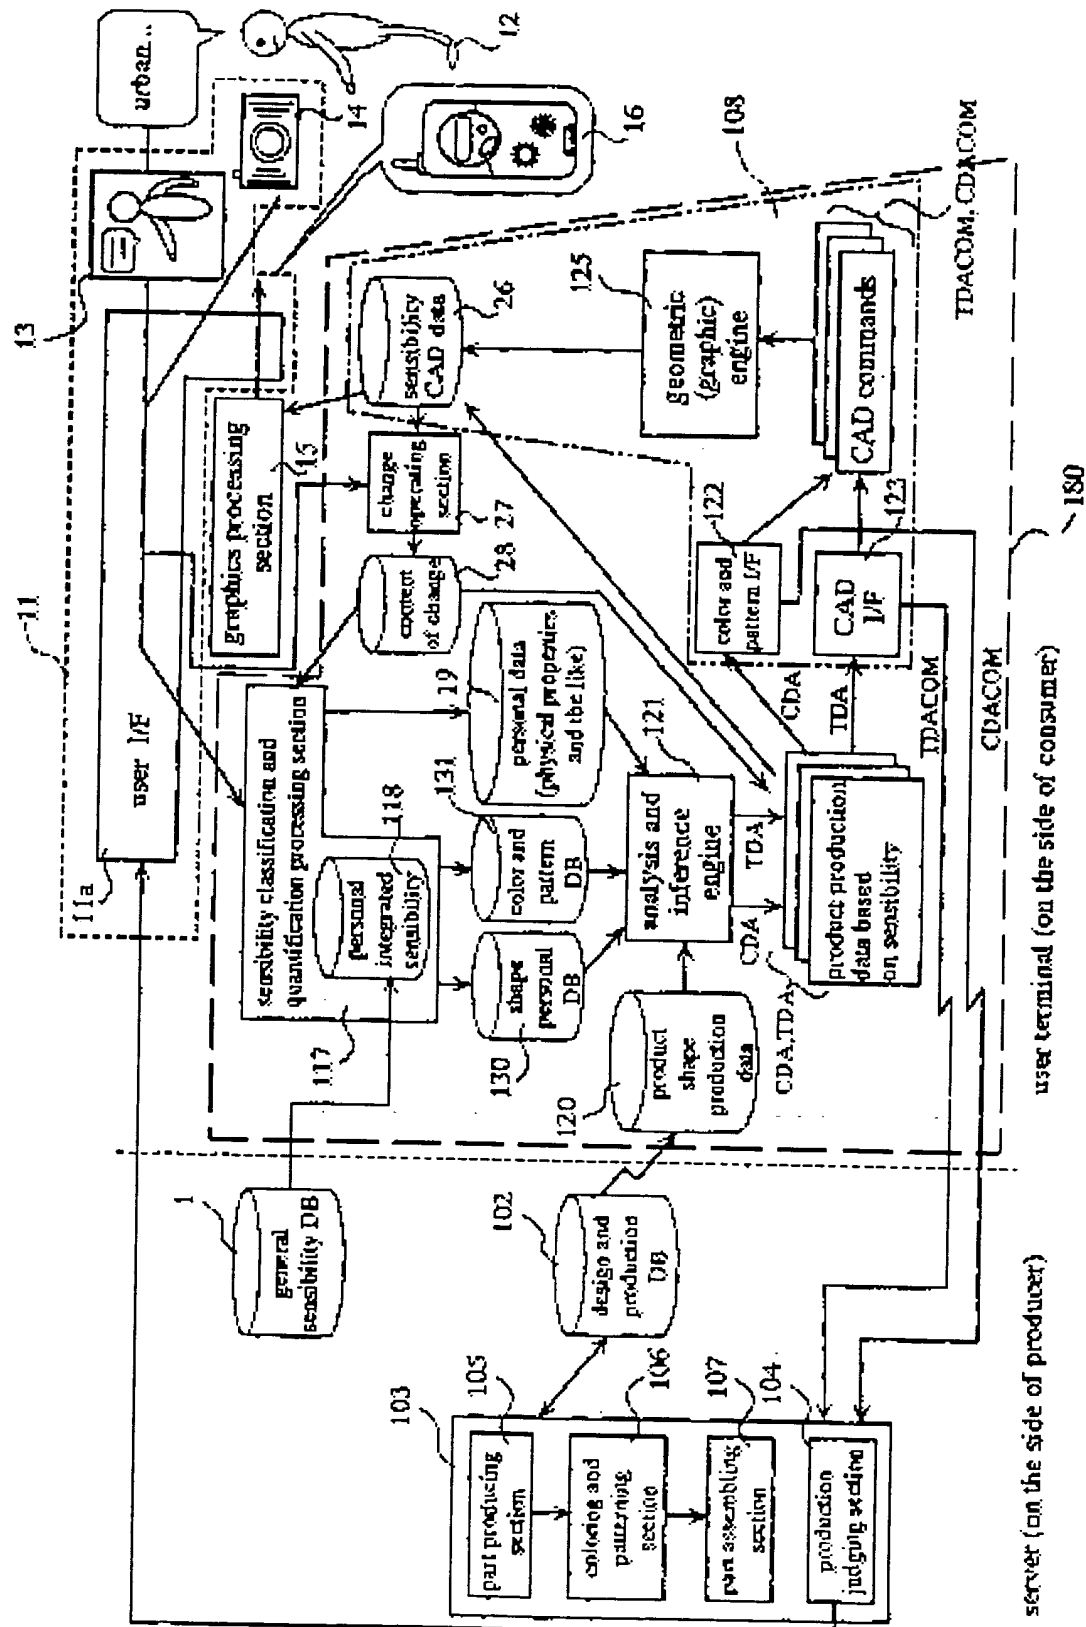 11
13
urban...
14
12
11a
user I/F
graphics processing
section
15
16
sensibility classification and
quantification processing section
117
118
personal
integrated
sensibility
1
general
sensibility DB
content
of change
28
change
operating
section
27
sensibility
CAD data
26
108
130
shape
personal
DB
131
color and
pattern
DB
19
personal data
(physical properties
and the like)
geometric
(graphic)
engine
125
102
design and
production
DB
120
product
shape
production
data
analysis and
inference
engine
121
CDA
TDA
CDA,TDA
product production
data based
on sensibility
CDA
TDA
TDACOM
CDACOM
color and
pattern I/F
122
CAD
I/F
123
CAD commands
TDACOM, CDACOM
180
103
part producing
section
105
coloring and
patterning
section
106
part assembling
section
107
production
judging section
104
server (on the side of producer)
user terminal (on the side of consumer)